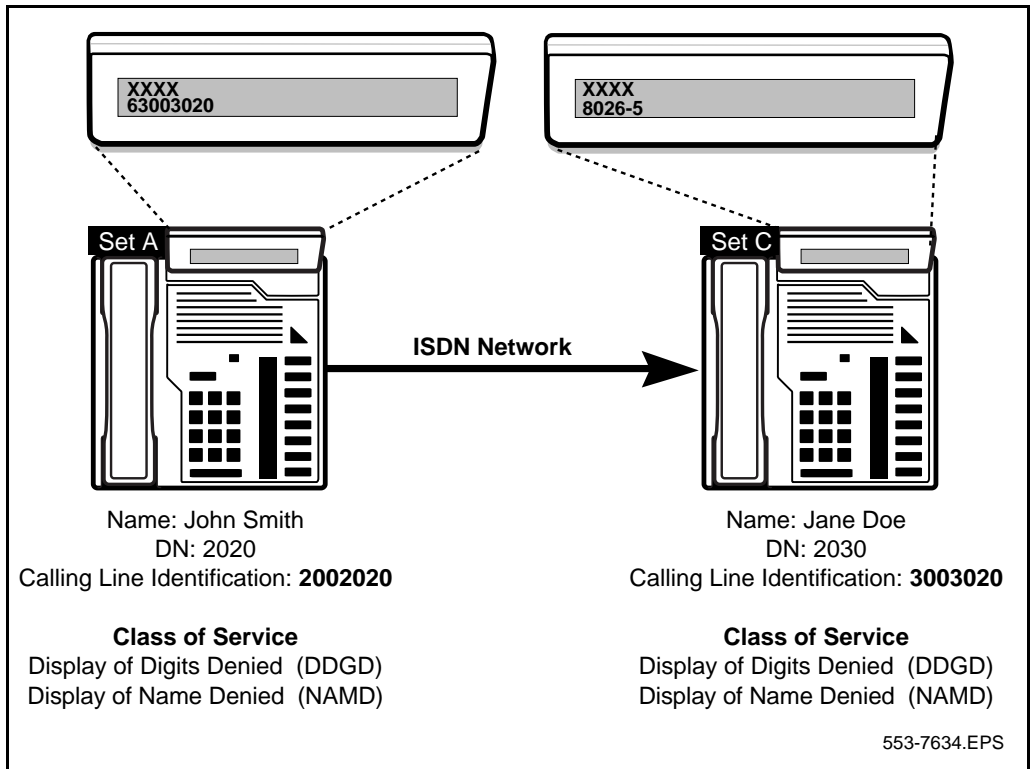 XXXX
63003020
XXXX
8026-5
Set A
Set C
ISDN Network
Name: John Smith
DN: 2020
Calling Line Identification: 2002020
Class of Service
Display of Digits Denied (DDGD)
Display of Name Denied (NAMD)
Name: Jane Doe
DN: 2030
Calling Line Identification: 3003020
Class of Service
Display of Digits Denied (DDGD)
Display of Name Denied (NAMD)
553-7634.EPS